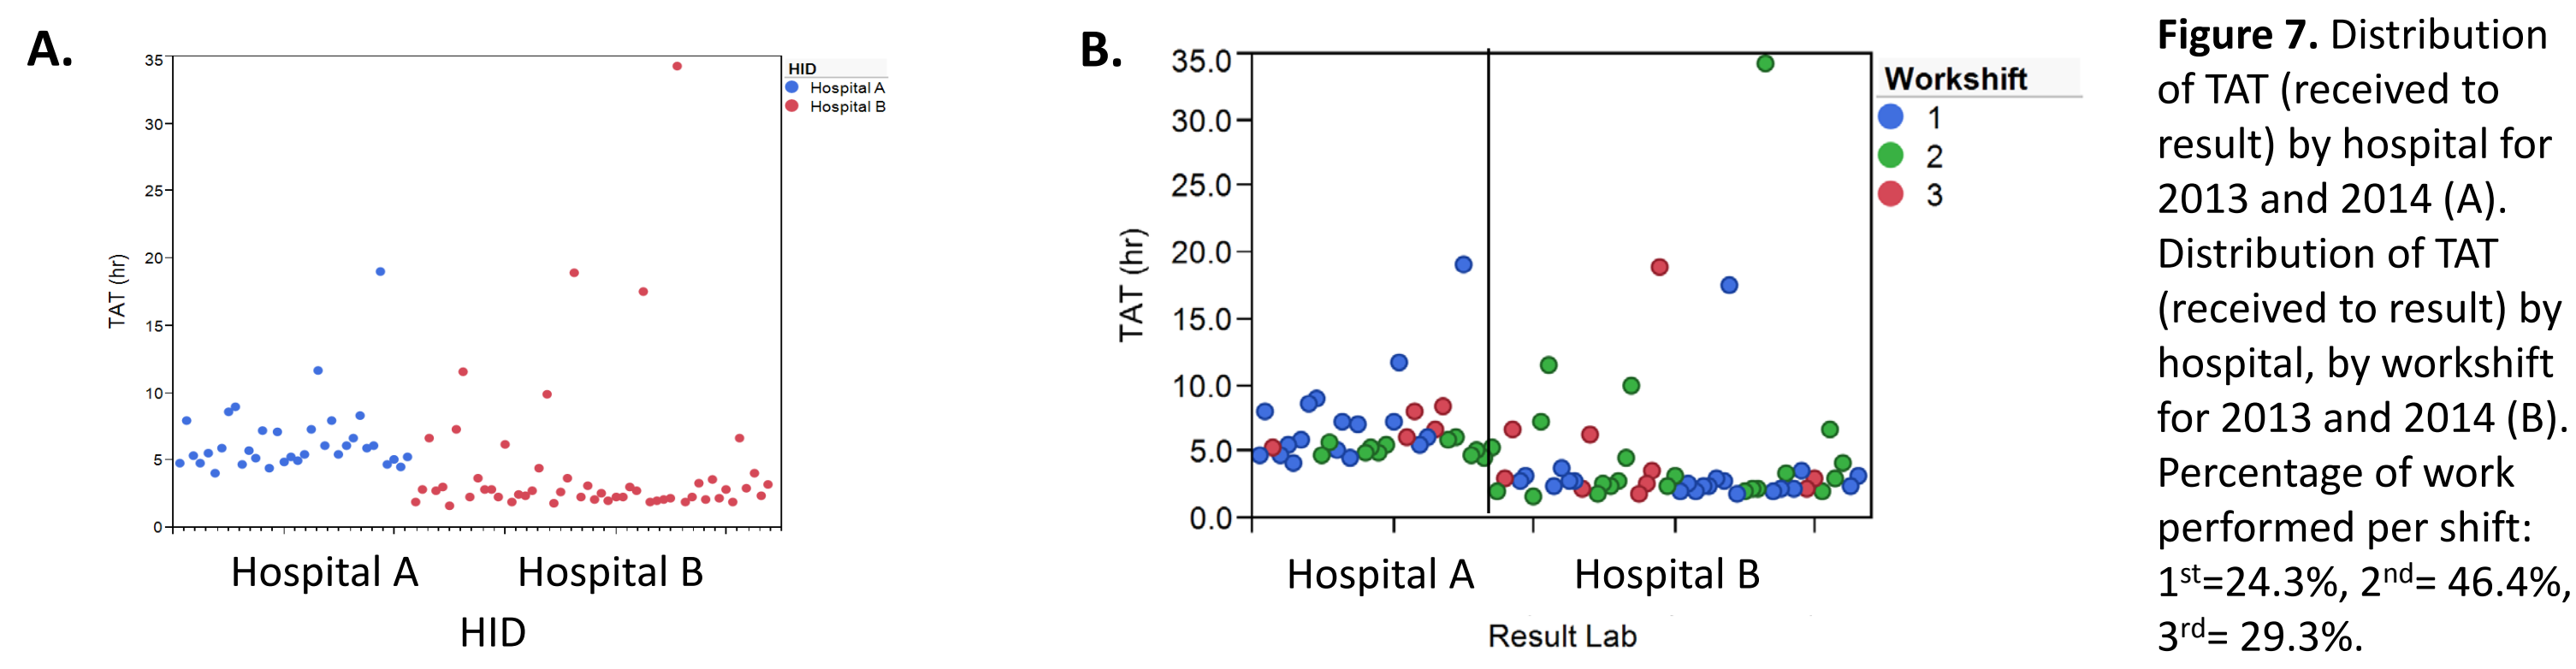 A.
35
30
25
20
15
10
5
0
TAT (hr)
HID
Hospital A
Hospital B
Hospital A
Hospital B
HID
B.
35.0
30.0
25.0
20.0
15.0
10.0
5.0
0.0
TAT (hr)
Workshift
1
2
3
Hospital A
Hospital B
Result Lab
Figure 7. Distribution
of TAT (received to
result) by hospital for
2013 and 2014 (A).
Distribution of TAT
(received to result) by
hospital, by workshift
for 2013 and 2014 (B).
Percentage of work
performed per shift:
1st=24.3%, 2nd= 46.4%,
3rd= 29.3%.